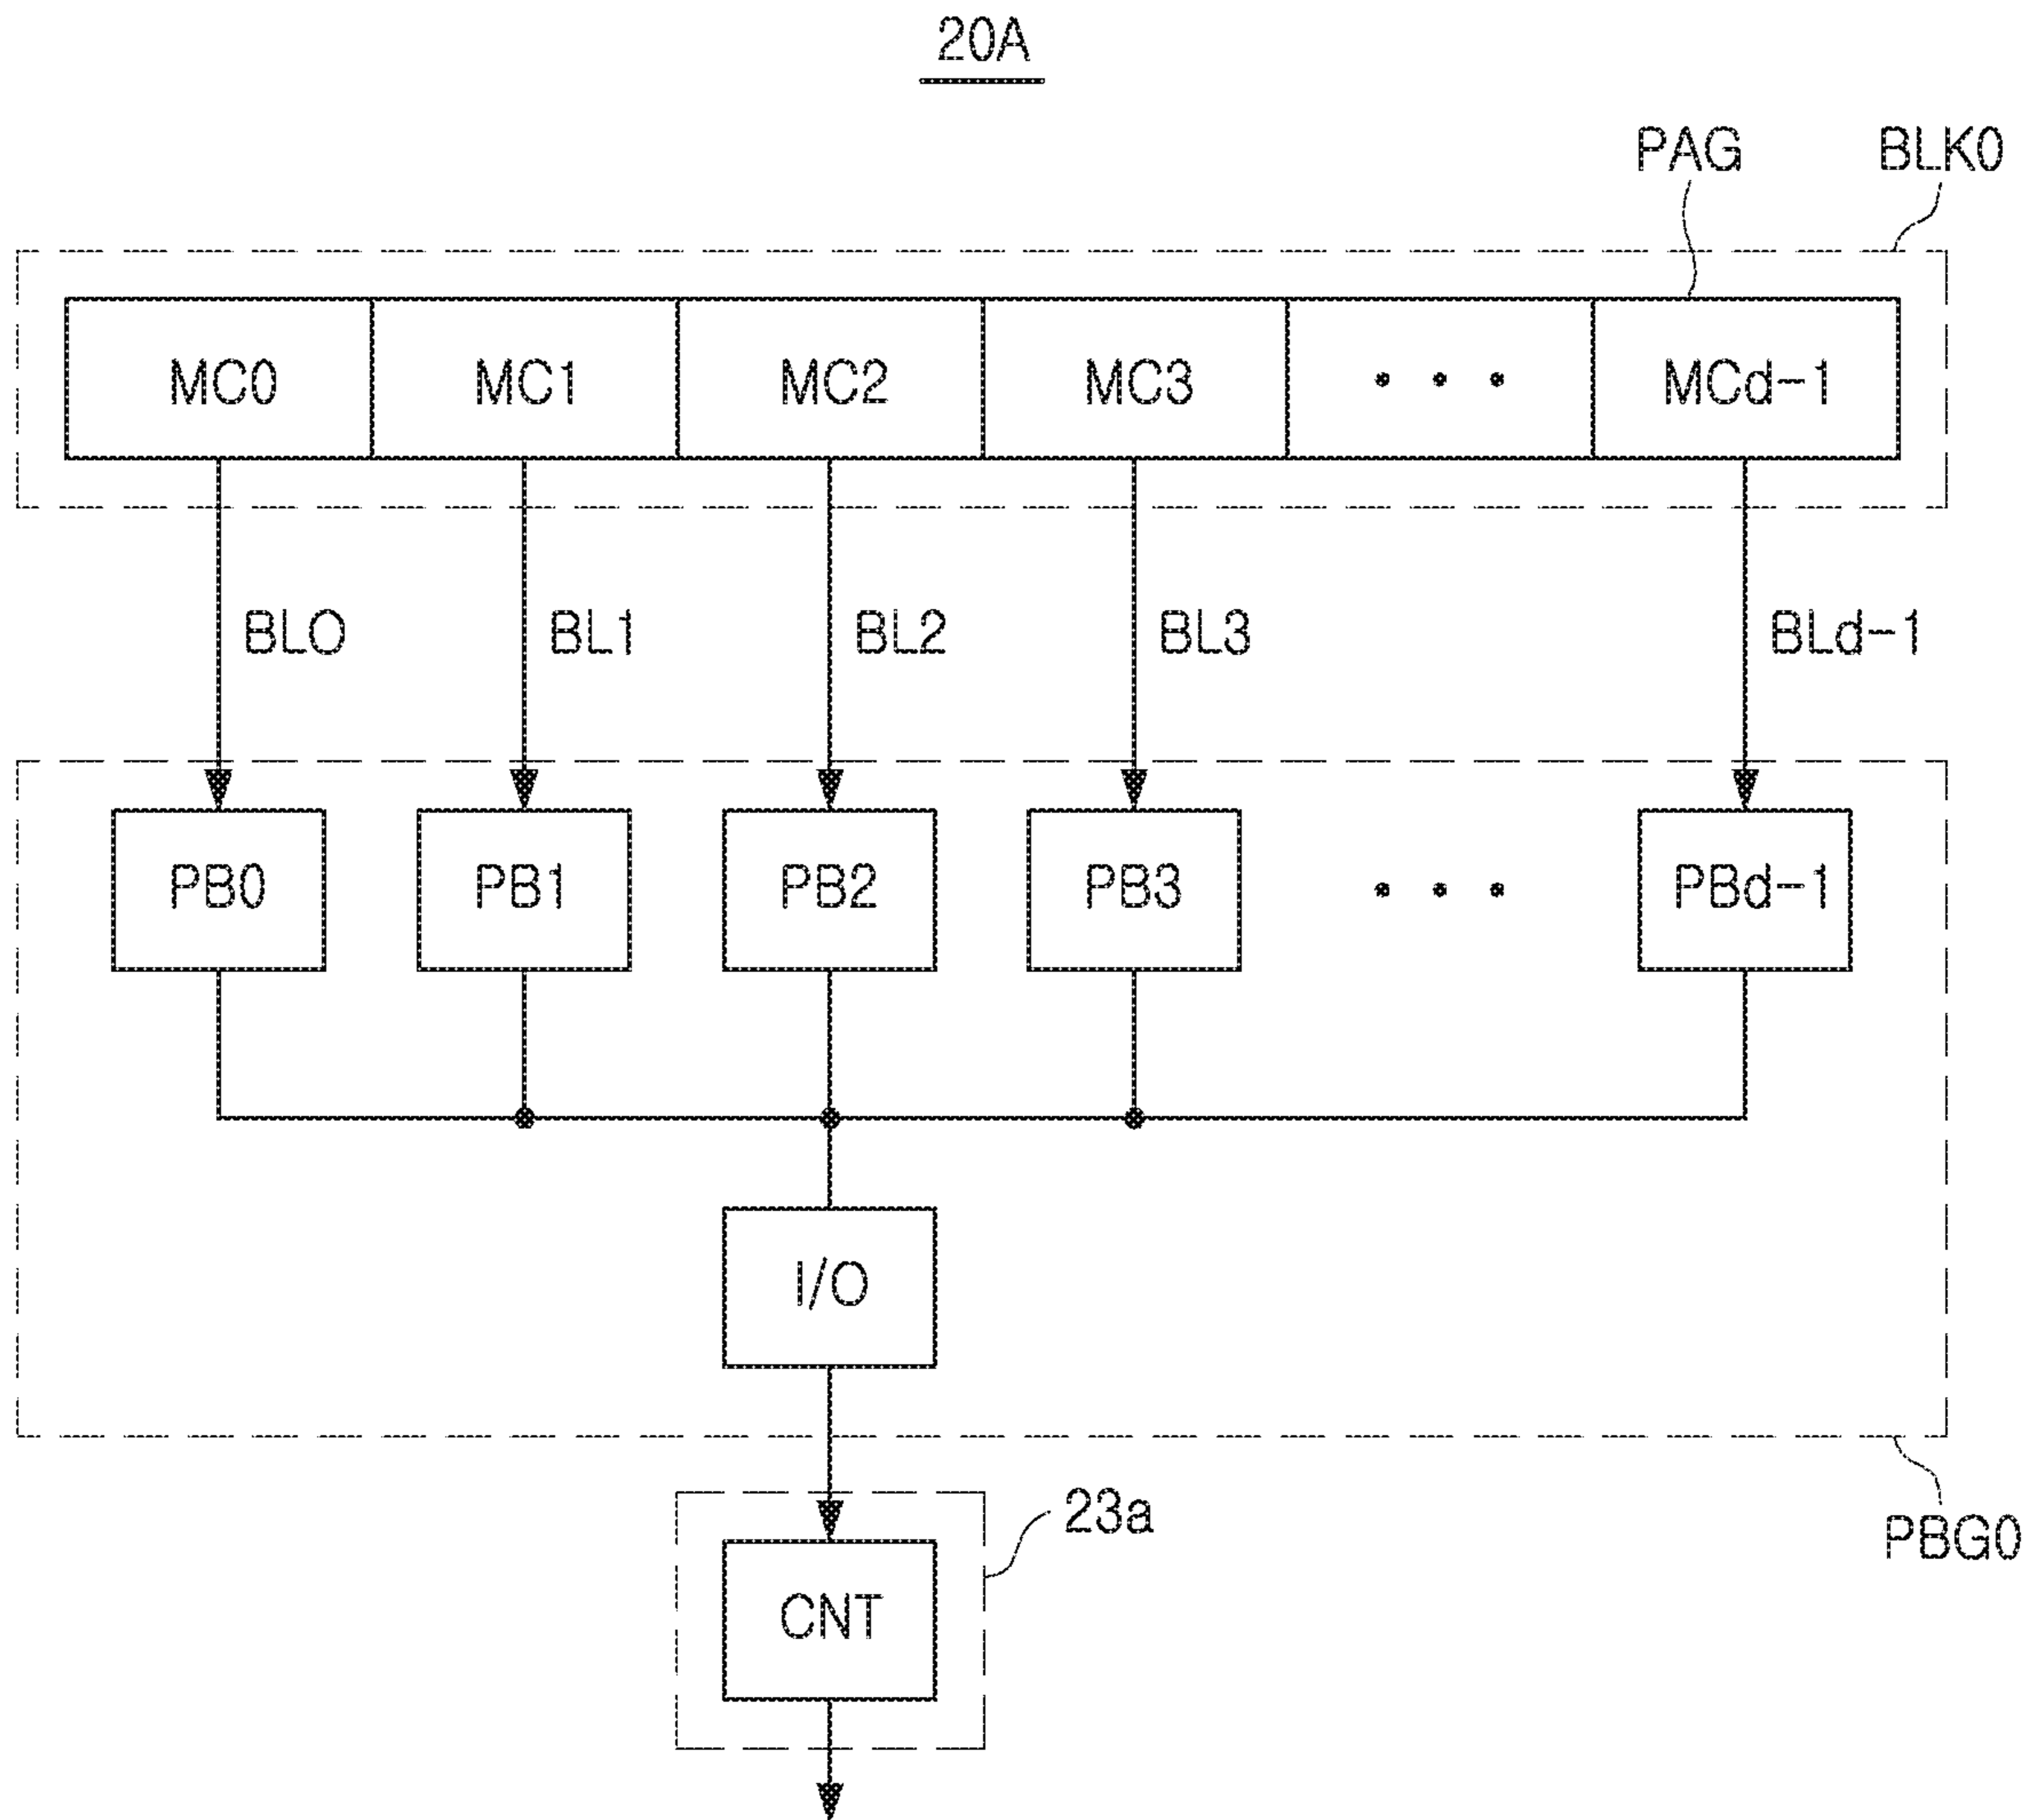 20A
PAG BLK0
MC0 MC1 MC2 MC3 • • • MCd-1
BLO BL1 BL2 BL3 BLd-1
PB0 PB1 PB2 PB3 • • • PBd-1
I/O
23a
PBG0
CNT